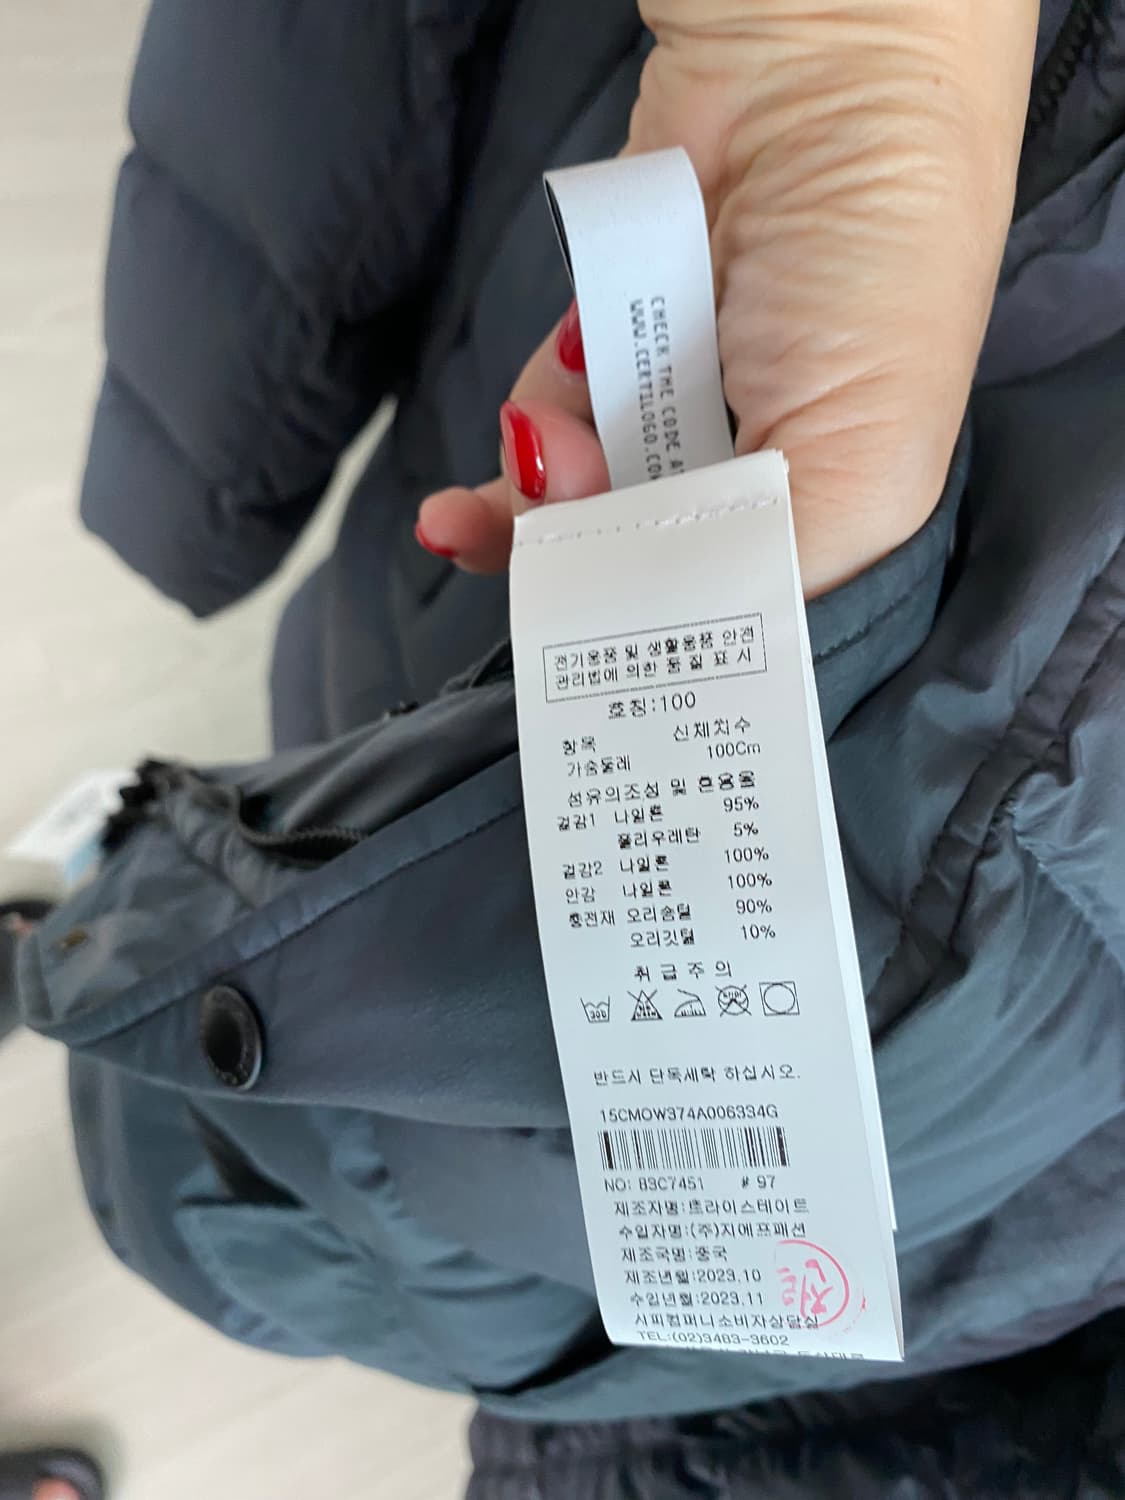 CHECK THE CODE AT
WWW.CERTILOGO.COM
전기용품 및 생활용품 안전
관리법에 의한 품질 표시
호칭:100
항목 신체치수
가슴둘레 100Cm
섬유의조성 및 혼용율
겉감1 나일론 95%
폴리우레탄 5%
겉감2 나일론 100%
안감 나일론 100%
충전재 오리솜털 90%
오리깃털 10%
취급주의
반드시 단독세탁 하십시오.
15CMOW374A006334G
NO: B3C7451 # 97
제조자명:트라이스테이트
수입자명:(주)지에프패션
제조국명:중국
제조년월:2023.10
수입년월:2023.11
시피컴퍼니소비자상담실
TEL:(02)3483-3602